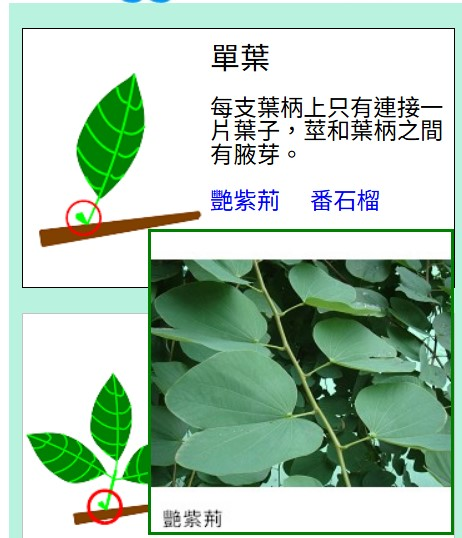 單葉
每支葉柄上只有連接一
片葉子，莖和葉柄之間
有腋芽。
艷紫荊 番石榴
艷紫荊